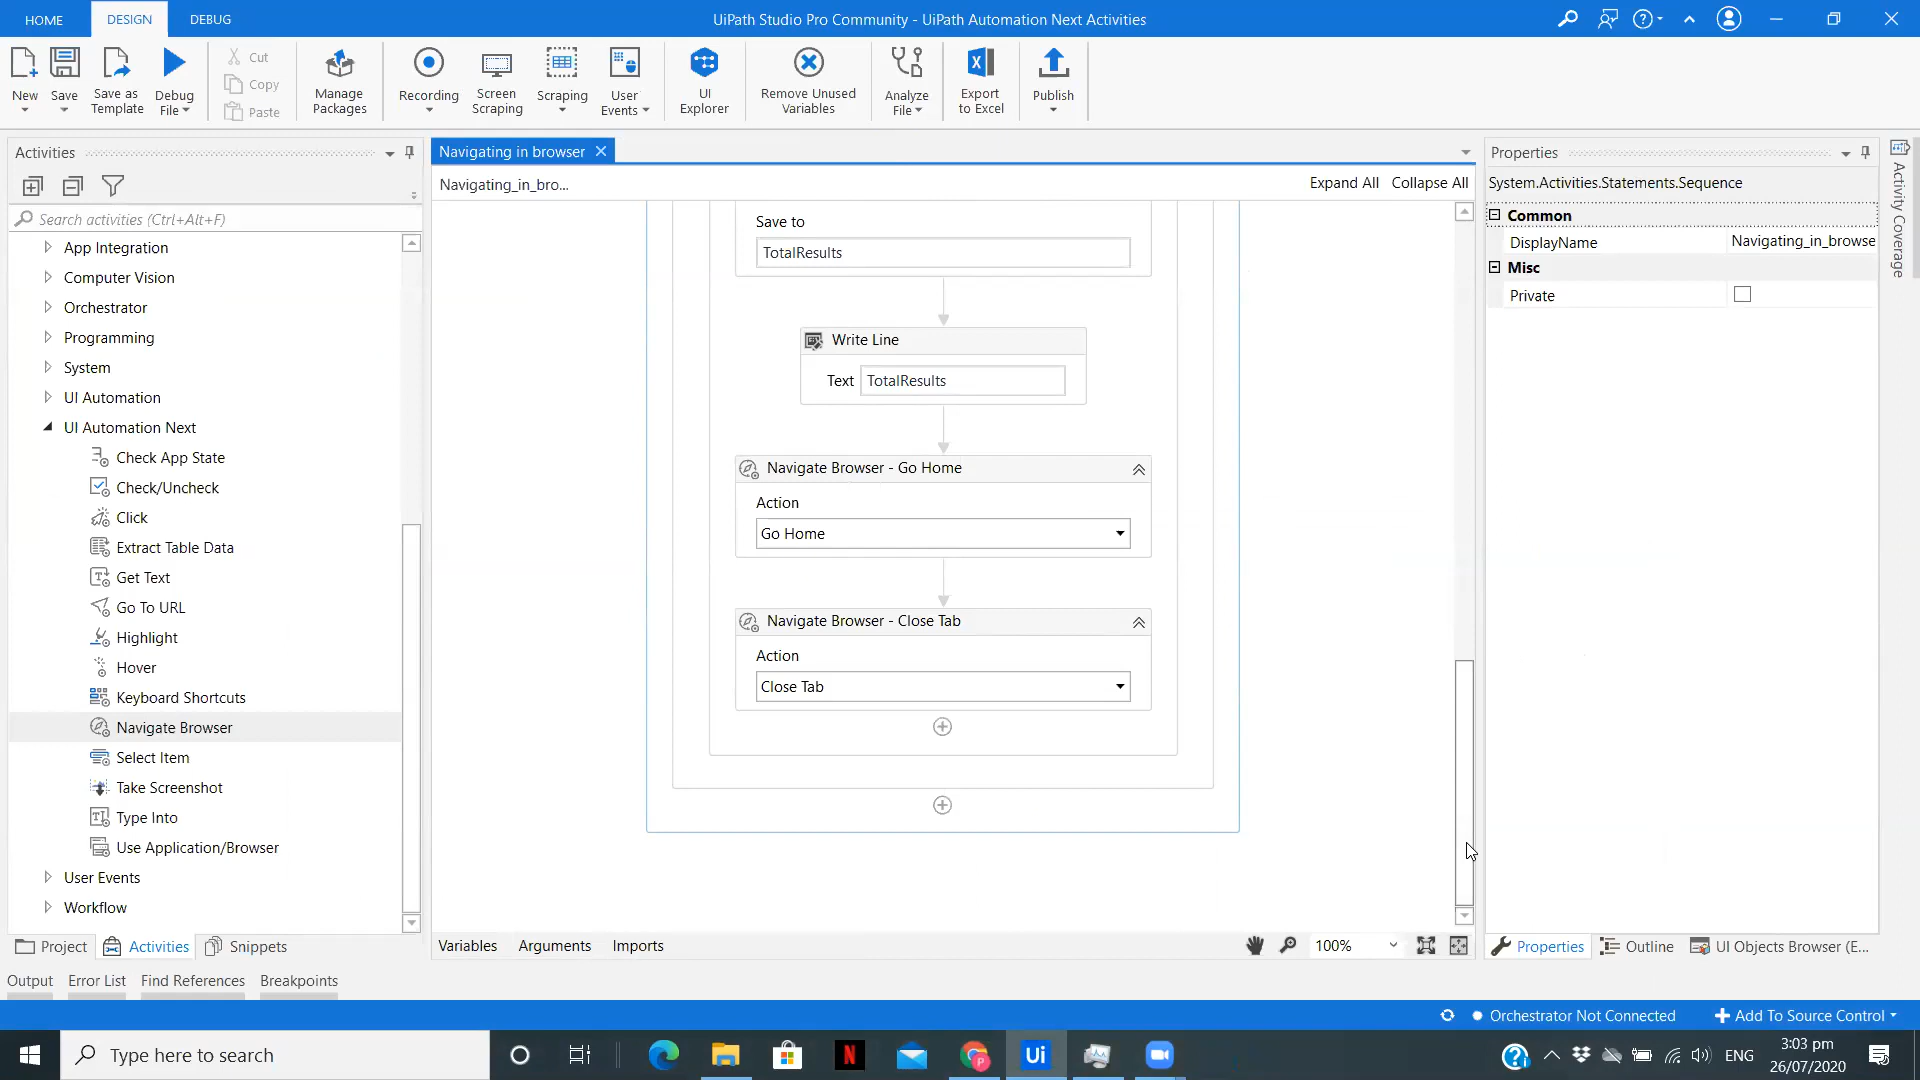 HOME
DESIGN
DEBUG
UiPath Studio Pro Community - UiPath Automation Next Activities
New
Save
Save as
Template
Debug
File
Cut
Copy
Paste
Manage
Packages
Recording
Screen
Scraping
Scraping
User
Events
UI
Explorer
Remove Unused
Variables
Analyze
File
Export
to Excel
Publish
Activities
Search activities (Ctrl+Alt+F)
App Integration
Computer Vision
Orchestrator
Programming
System
UI Automation
UI Automation Next
Check App State
Check/Uncheck
Click
Extract Table Data
Get Text
Go To URL
Highlight
Hover
Keyboard Shortcuts
Navigate Browser
Select Item
Take Screenshot
Type Into
Use Application/Browser
User Events
Workflow
Project
Activities
Snippets
Navigating in browser
Navigating_in_bro...
Expand All
Collapse All
Save to
TotalResults
Write Line
Text
TotalResults
Navigate Browser - Go Home
Action
Go Home
Navigate Browser - Close Tab
Action
Close Tab
Variables
Arguments
Imports
100%
Properties
System.Activities.Statements.Sequence
Common
DisplayName
Navigating_in_browse
Misc
Private
Properties
Outline
UI Objects Browser (E...
Activity Coverage
Output
Error List
Find References
Breakpoints
Orchestrator Not Connected
Add To Source Control
Type here to search
N
Ui
ENG
3:03 pm
26/07/2020